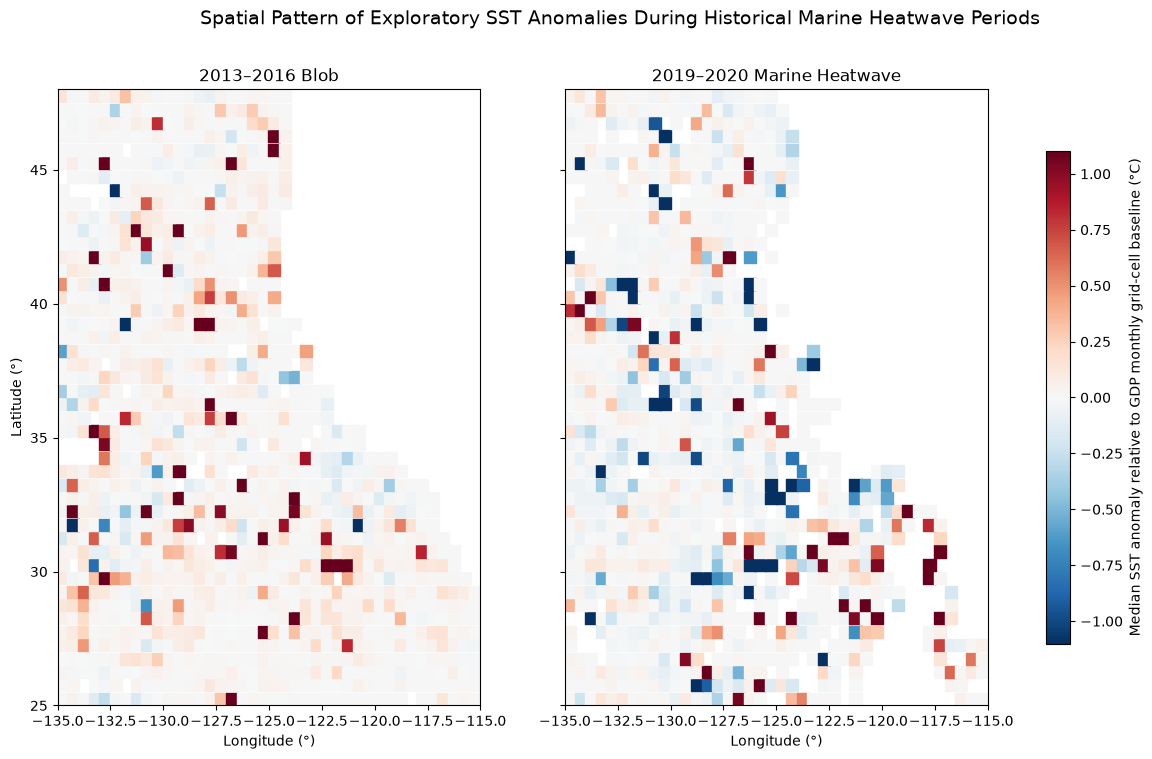 Spatial Pattern of Exploratory SST Anomalies During Historical Marine Heatwave Periods
2013–2016 Blob
2019–2020 Marine Heatwave
Latitude (°)
45
40
35
30
25
−135.0−132.5−130.0−127.5−125.0−122.5−120.0−117.5−115.0
Longitude (°)
−135.0−132.5−130.0−127.5−125.0−122.5−120.0−117.5−115.0
Longitude (°)
1.00
0.75
0.50
0.25
0.00
−0.25
−0.50
−0.75
−1.00
Median SST anomaly relative to GDP monthly grid-cell baseline (°C)